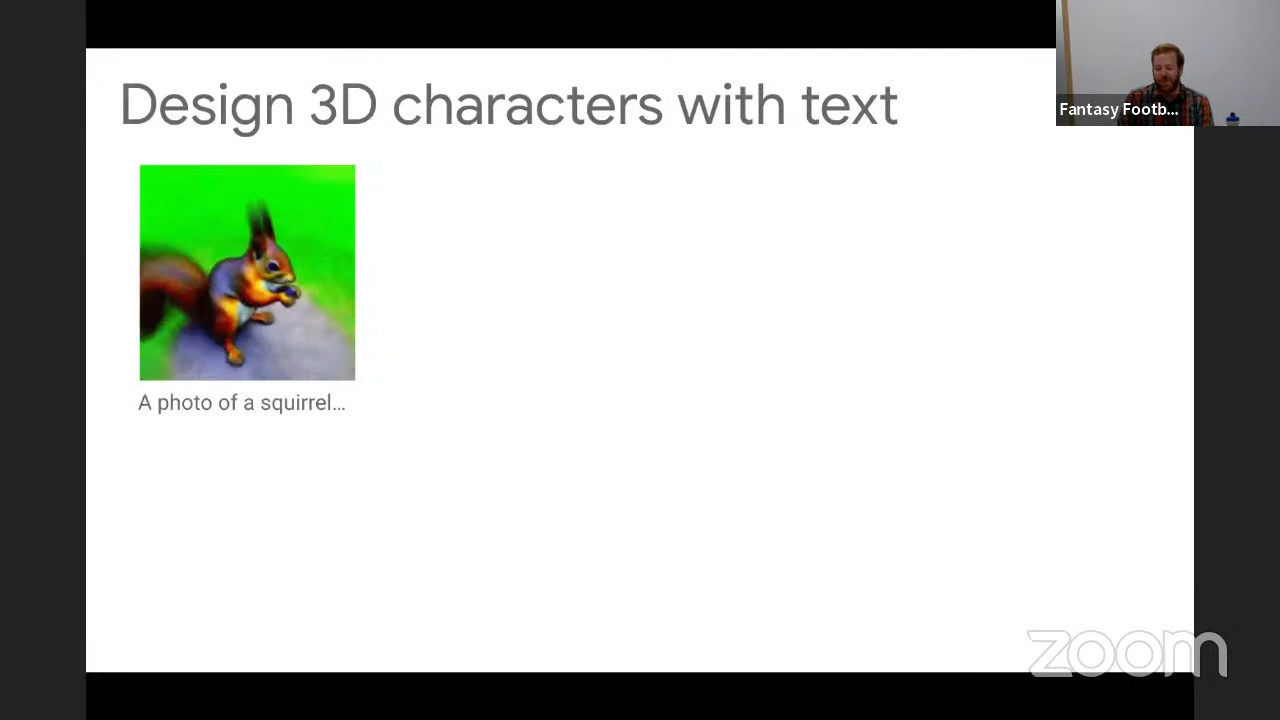 Design 3D characters with text
Fantasy Footb...
A photo of a squirrel...
zoom